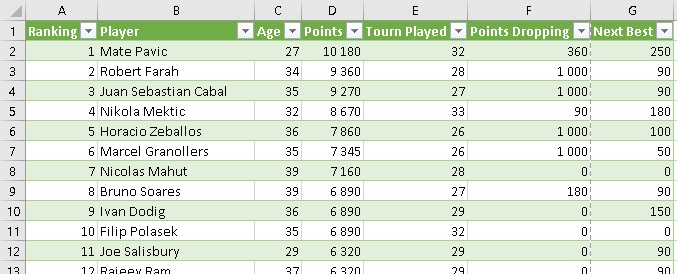 A B C D E F G
1 Ranking Player Age Points Tourn Played Points Dropping Next Best
2 1 Mate Pavic 27 10 180 32 360 250
3 2 Robert Farah 34 9 360 28 1 000 90
4 3 Juan Sebastian Cabal 35 9 270 27 1 000 90
5 4 Nikola Mektic 32 8 670 33 90 180
6 5 Horacio Zeballos 36 7 860 26 1 000 100
7 6 Marcel Granollers 35 7 345 26 1 000 50
8 7 Nicolas Mahut 39 7 160 28 0 0
9 8 Bruno Soares 39 6 890 27 180 90
10 9 Ivan Dodig 36 6 890 29 0 150
11 10 Filip Polasek 35 6 890 32 0 0
12 11 Joe Salisbury 29 6 320 29 0 90
13 12 Rajeev Ram 37 6 320 29 0 90